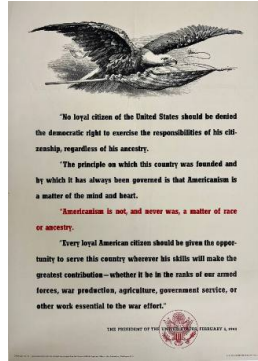 "No loyal citizen of the United States should be denied
the democratic right to exercise the responsibilities of his citi-
zenship, regardless of his ancestry.
"The principle on which this country was founded and
by which it has always been governed is that Americanism is
a matter of the mind and heart.
"Americanism is not, and never was, a matter of race
or ancestry.
"Every loyal American citizen should be given the oppor-
tunity to serve this country wherever his skills will make the
greatest contribution—whether it be in the ranks of our armed
forces, war production, agriculture, government service, or
other work essential to the war effort."
THE PRESIDENT OF THE UNITED STATES, FEBRUARY 3, 1943